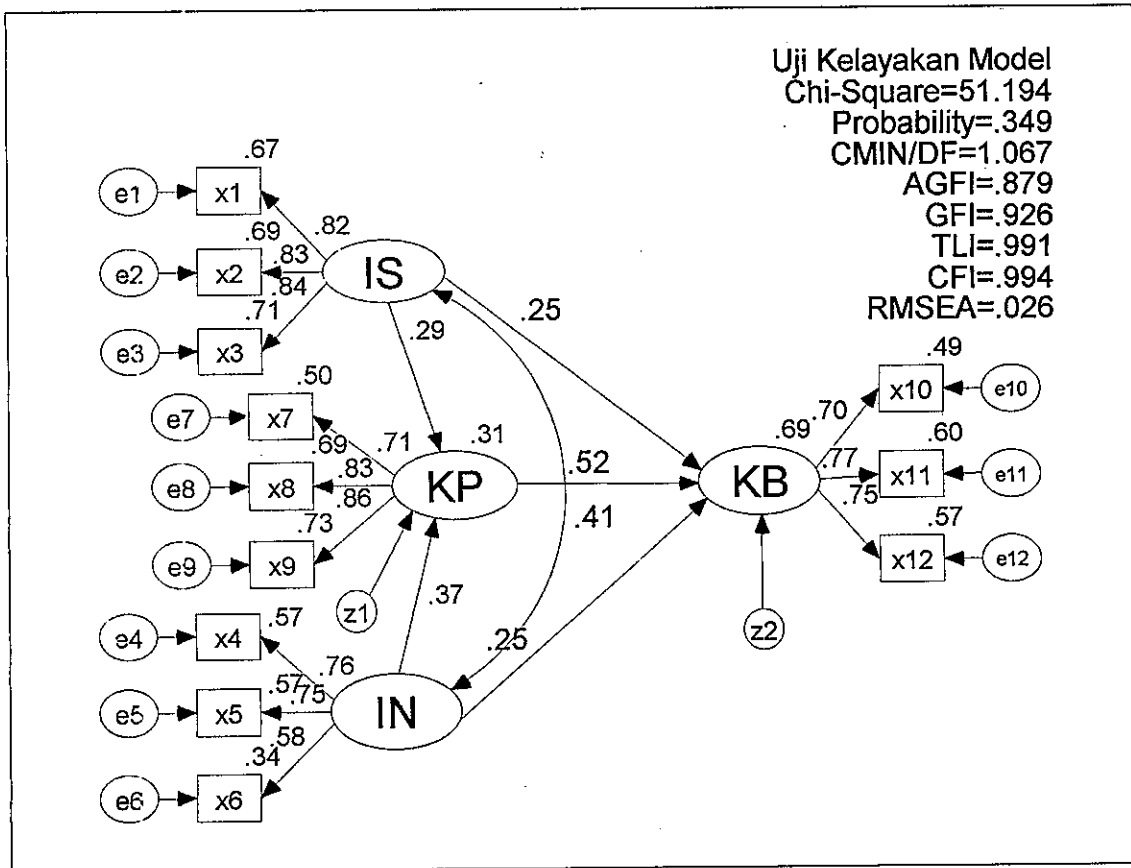 Uji Kelayakan Model
Chi-Square=51.194
Probability=.349
CMIN/DF=1.067
AGFI=.879
GFI=.926
TLI=.991
CFI=.994
RMSEA=.026
.67
e1 x1
.82
.69
e2 x2 .83 IS
.84
.71
e3 x3
.29
.25
.50
e7 x7
.71 .31
.69
e8 x8 .83 KP .52 .69 KB
.86
.73
e9 x9
.41
z1
.37
.49
x10 e10
.70
.60
.77 x11 e11
.75
.57
x12 e12
z2
.57
e4 x4
.76
.25
.57
e5 x5 .75 IN
.58
.34
e6 x6